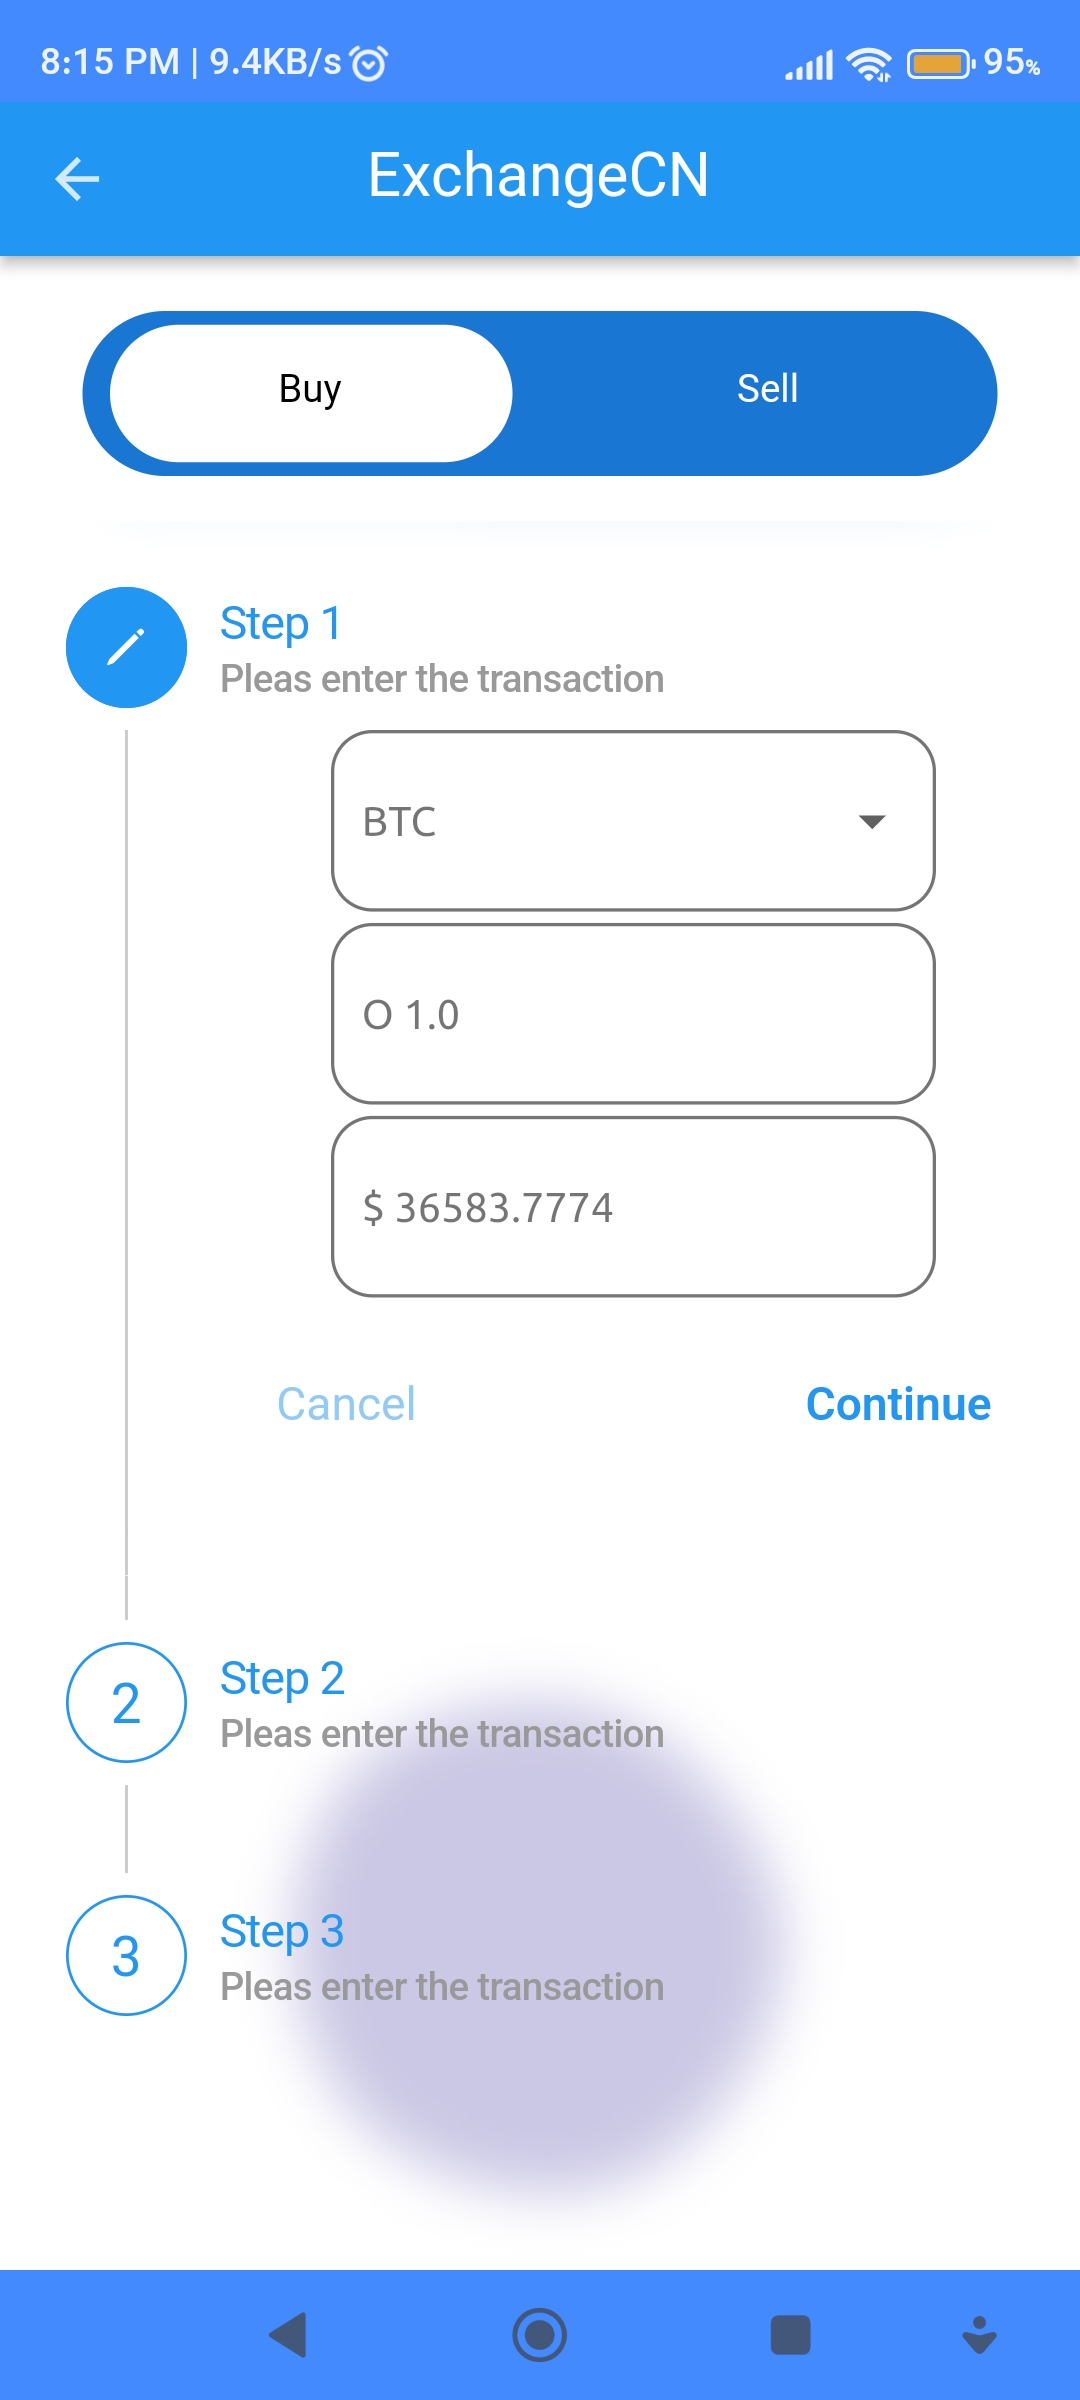 8:15 PM | 9.4KB/s 95%
ExchangeCN
Buy Sell
Step 1
Pleas enter the transaction
BTC
O 1.0
$ 36583.7774
Cancel Continue
2 Step 2
Pleas enter the transaction
3 Step 3
Pleas enter the transaction